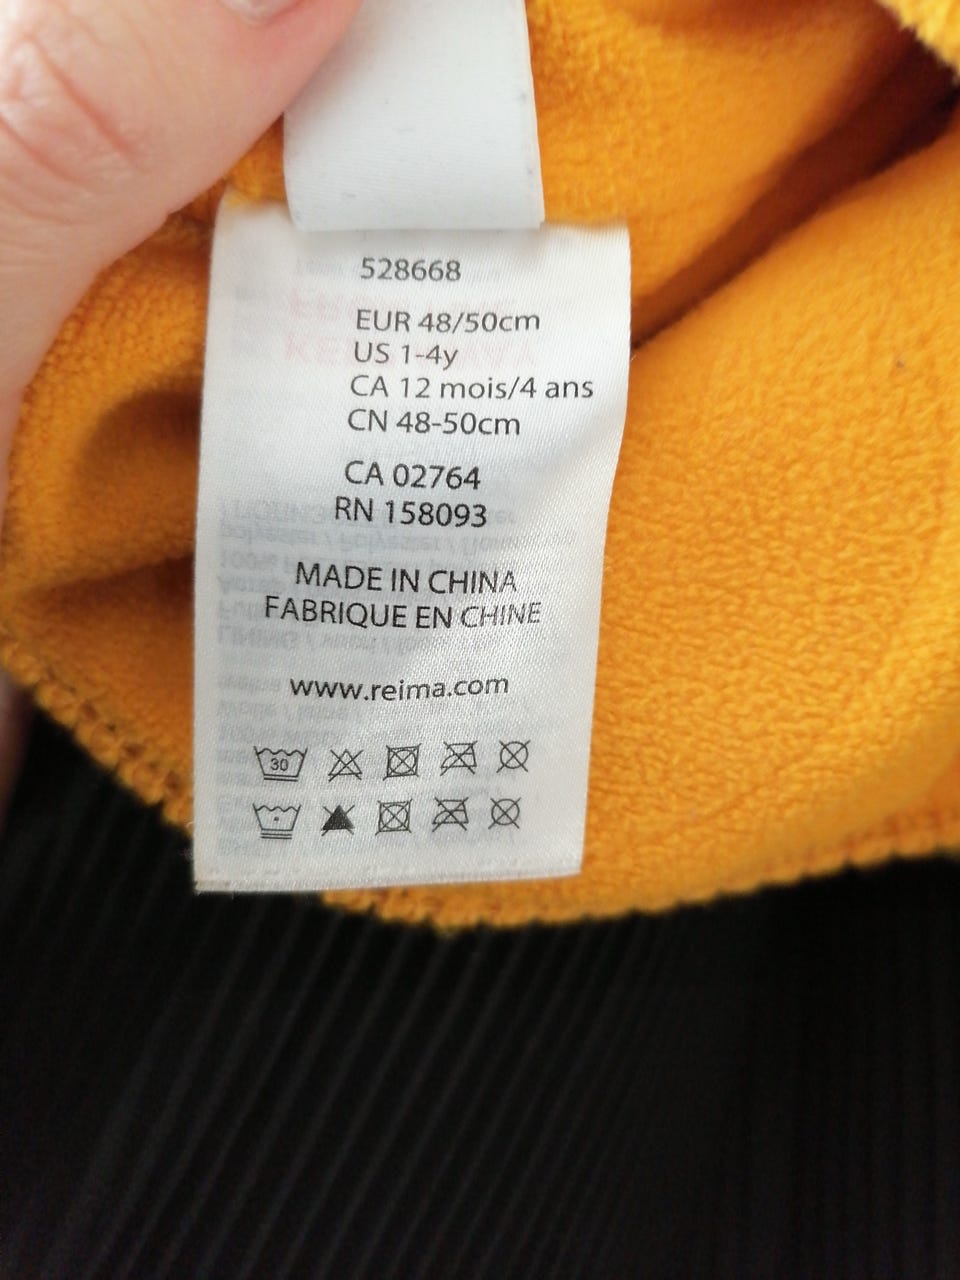 528668
EUR 48/50cm
US 1-4y
CA 12 mois/4 ans
CN 48-50cm
CA 02764
RN 158093
MADE IN CHINA
FABRIQUE EN CHINE
www.reima.com
30